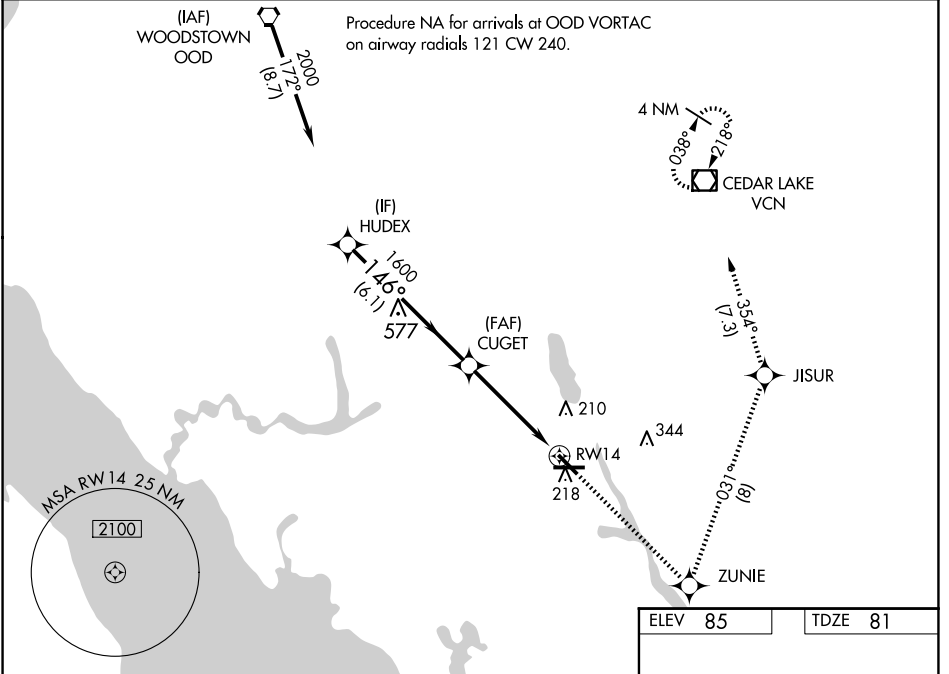 (IAF)
WOODSTOWN
OOD
Procedure NA for arrivals at OOD VORTAC
on airway radials 121 CW 240.
2000
172°
(8.7)
4 NM
038°
218°
CEDAR LAKE
VCN
(IF)
HUDEX
1600
146°
(6.1)
577
(FAF)
CUGET
354°
(7.3)
JISUR
210
344
RW14
218
031°
(8)
MSA RW14 25 NM
2100
ZUNIE
ELEV 85
TDZE 81